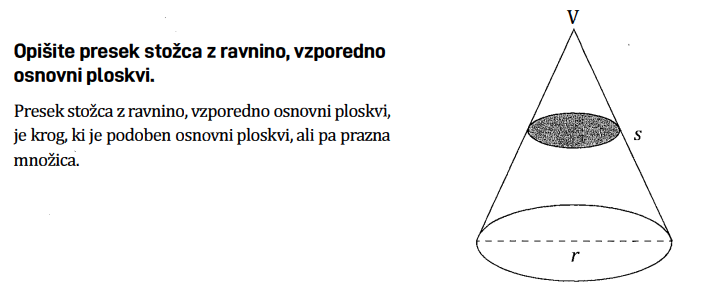 Opišite presek stožca z ravnino, vzporedno
osnovni ploskvi.
Presek stožca z ravnino, vzporedno osnovni ploskvi,
je krog, ki je podoben osnovni ploskvi, ali pa prazna
množica.
V
s
r